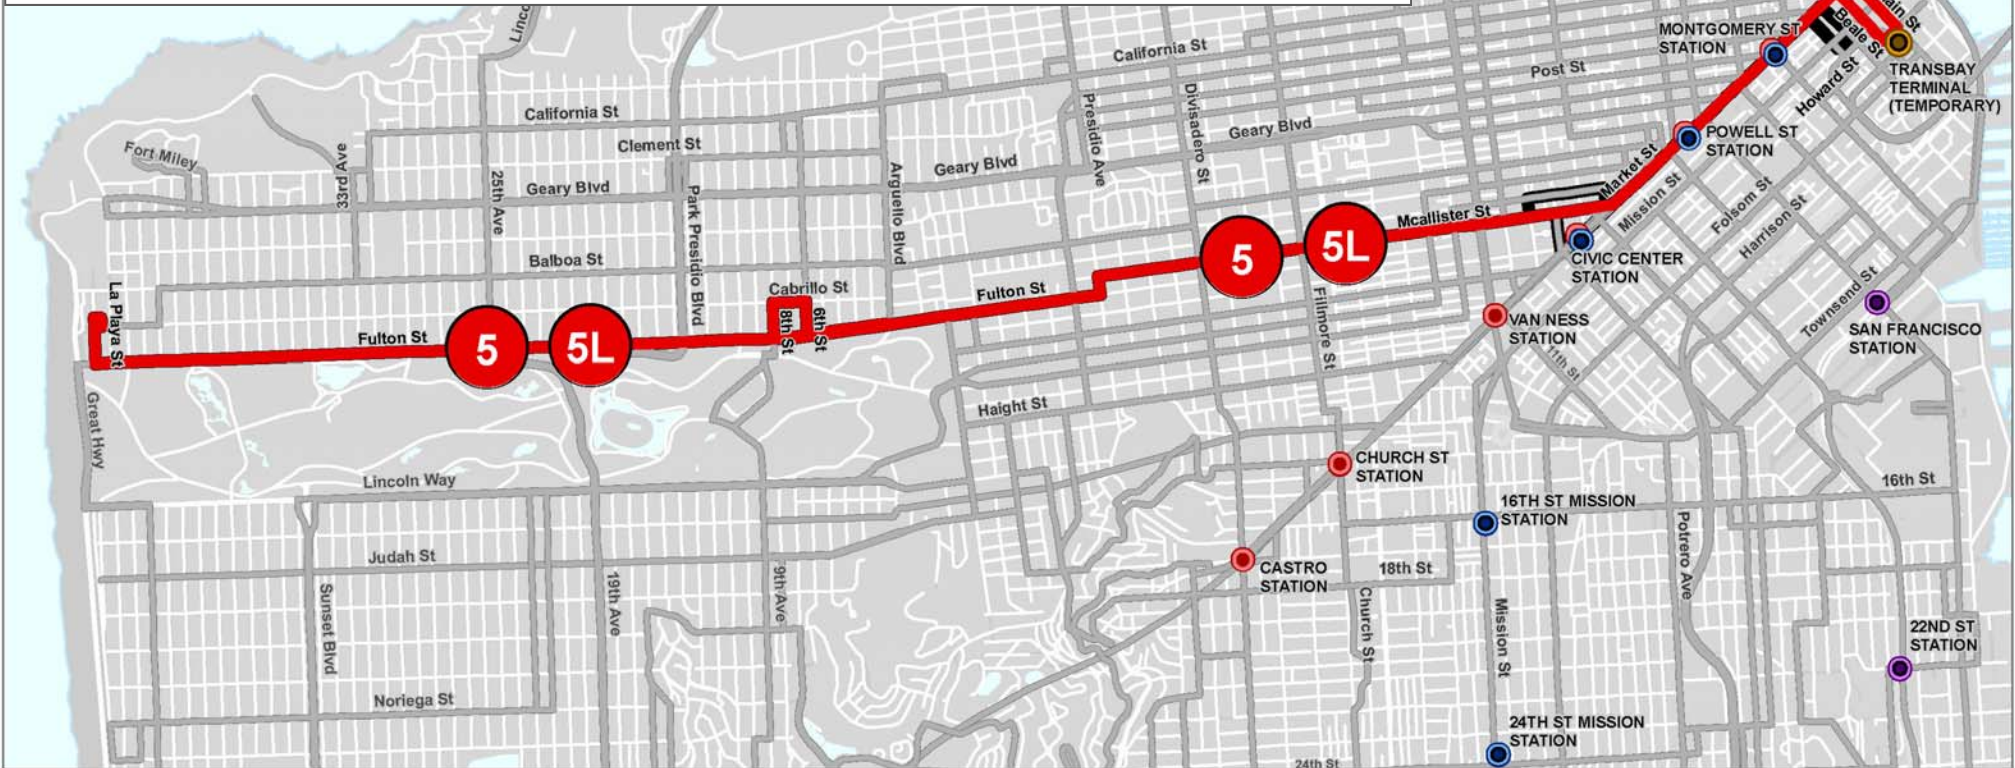 Linco
California St
MONTGOMERY ST
STATION
ain St
Beale St
TRANSBAY
TERMINAL
(TEMPORARY)
Howard St
Post St
California St
Clement St
Fort Miley
33rd Ave
25th Ave
Geary Blvd
Park Presidio Blvd
Arguello Blvd
Geary Blvd
Presidio Ave
Divisadero St
Geary Blvd
POWELL ST
STATION
Market St
Mission St
Folsom St
Harrison St
Mcallister St
5
5L
CIVIC CENTER
STATION
Townsend St
SAN FRANCISCO
STATION
Balboa St
Cabrillo St
8th St
6th St
Fulton St
La Playa St
Fulton St
5
5L
Fillmore St
VAN NESS
STATION
11th St
Great Hwy
Haight St
Lincoln Way
CHURCH ST
STATION
16th St
16TH ST MISSION
STATION
Potrero Ave
Judah St
Sunset Blvd
19th Ave
9th Ave
CASTRO
STATION
18th St
Church St
Mission St
22ND ST
STATION
Noriega St
24TH ST MISSION
STATION
24th St